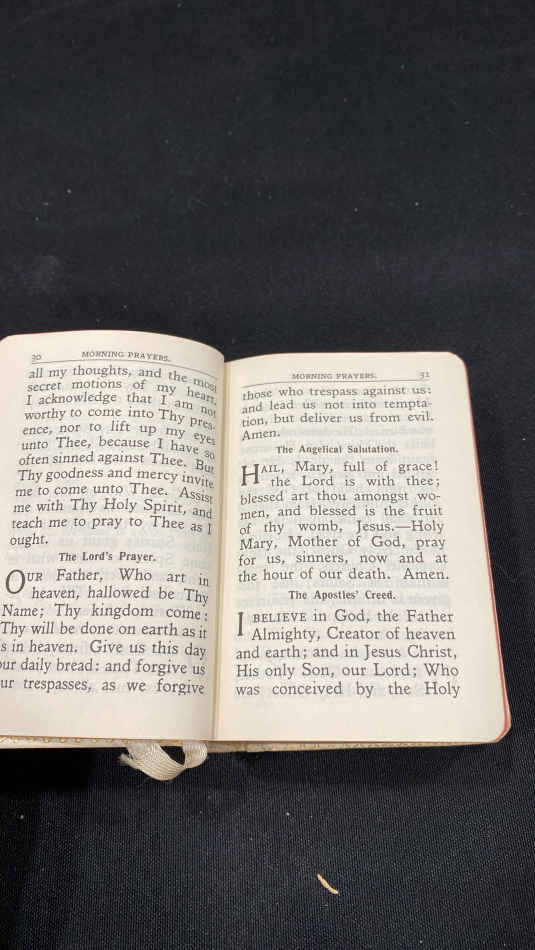 30 MORNING PRAYERS.
all my thoughts, and the most
secret motions of my heart,
I acknowledge that I am not
worthy to come into Thy pres-
ence, nor to lift up my eyes
unto Thee, because I have so
often sinned against Thee. But
Thy goodness and mercy invite
me to come unto Thee. Assist
me with Thy Holy Spirit, and
teach me to pray to Thee as I
ought.
The Lord's Prayer.
OUR Father, Who art in
heaven, hallowed be Thy
Name; Thy kingdom come:
Thy will be done on earth as it
s in heaven. Give us this day
our daily bread: and forgive us
ur trespasses, as we forgive
MORNING PRAYERS. 31
those who trespass against us:
and lead us not into tempta-
tion, but deliver us from evil.
Amen.
The Angelical Salutation.
HAIL, Mary, full of grace!
the Lord is with thee;
blessed art thou amongst wo-
men, and blessed is the fruit
of thy womb, Jesus.—Holy
Mary, Mother of God, pray
for us, sinners, now and at
the hour of our death. Amen.
The Apostles' Creed.
I BELIEVE in God, the Father
Almighty, Creator of heaven
and earth; and in Jesus Christ,
His only Son, our Lord; Who
was conceived by the Holy